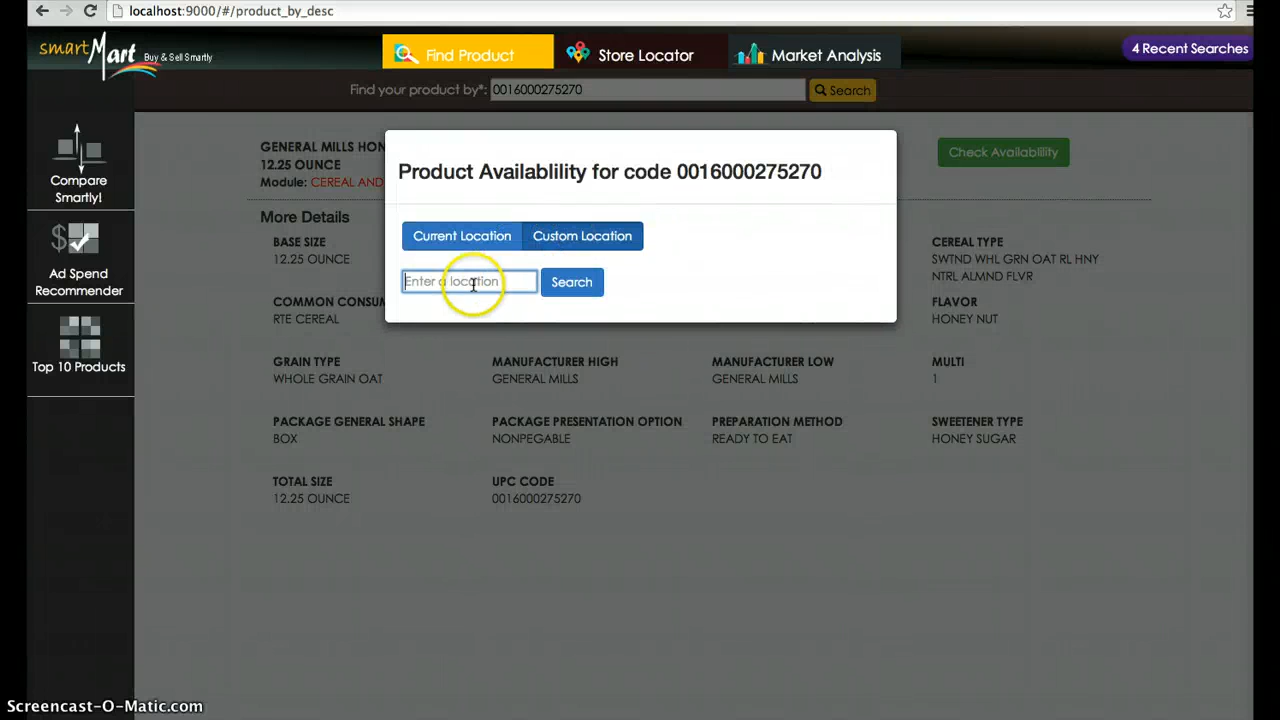 localhost:9000/#/product_by_desc
smartMart Buy & Sell Smartly
Find Product
Store Locator
Market Analysis
4 Recent Searches
Find your product by*: 0016000275270 Search
Compare
Smartly!
Ad Spend
Recommender
Top 10 Products
GENERAL MILLS HON
12.25 OUNCE
Module: CEREAL AND
Check Availability
Product Availablility for code 0016000275270
Current Location Custom Location
Enter a location Search
More Details
BASE SIZE
12.25 OUNCE
CEREAL TYPE
SWTND WHL GRN OAT RL HNY
NTRL ALMND FLVR
COMMON CONSU
RTE CEREAL
FLAVOR
HONEY NUT
GRAIN TYPE
WHOLE GRAIN OAT
MANUFACTURER HIGH
GENERAL MILLS
MANUFACTURER LOW
GENERAL MILLS
MULTI
1
PACKAGE GENERAL SHAPE
BOX
PACKAGE PRESENTATION OPTION
NONPEGABLE
PREPARATION METHOD
READY TO EAT
SWEETENER TYPE
HONEY SUGAR
TOTAL SIZE
12.25 OUNCE
UPC CODE
0016000275270
Screencast-O-Matic.com